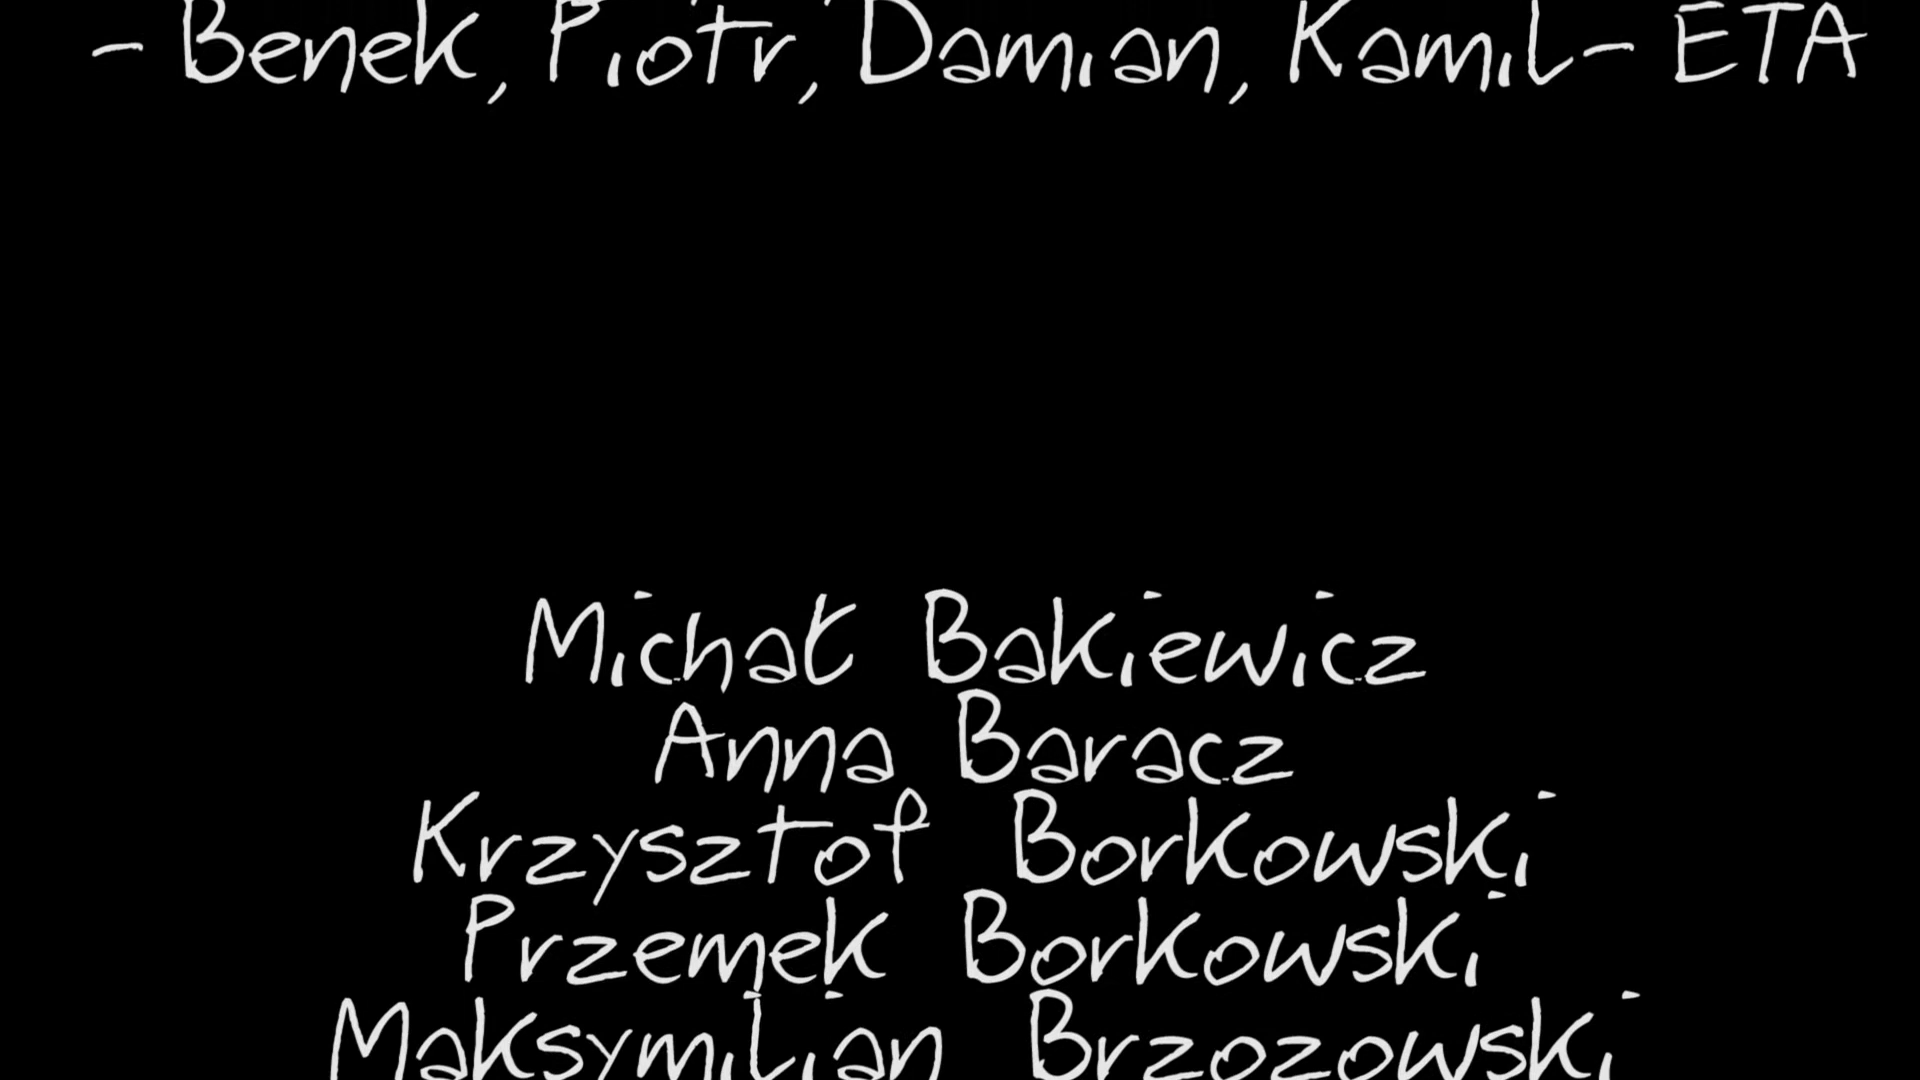 - Benek, Piotr, Damian, Kamil - ETA
Michał Bakiewicz
Anna Baracz
Krzysztof Borkowski
Przemek Borkowski
Maksymilian Brzozowski